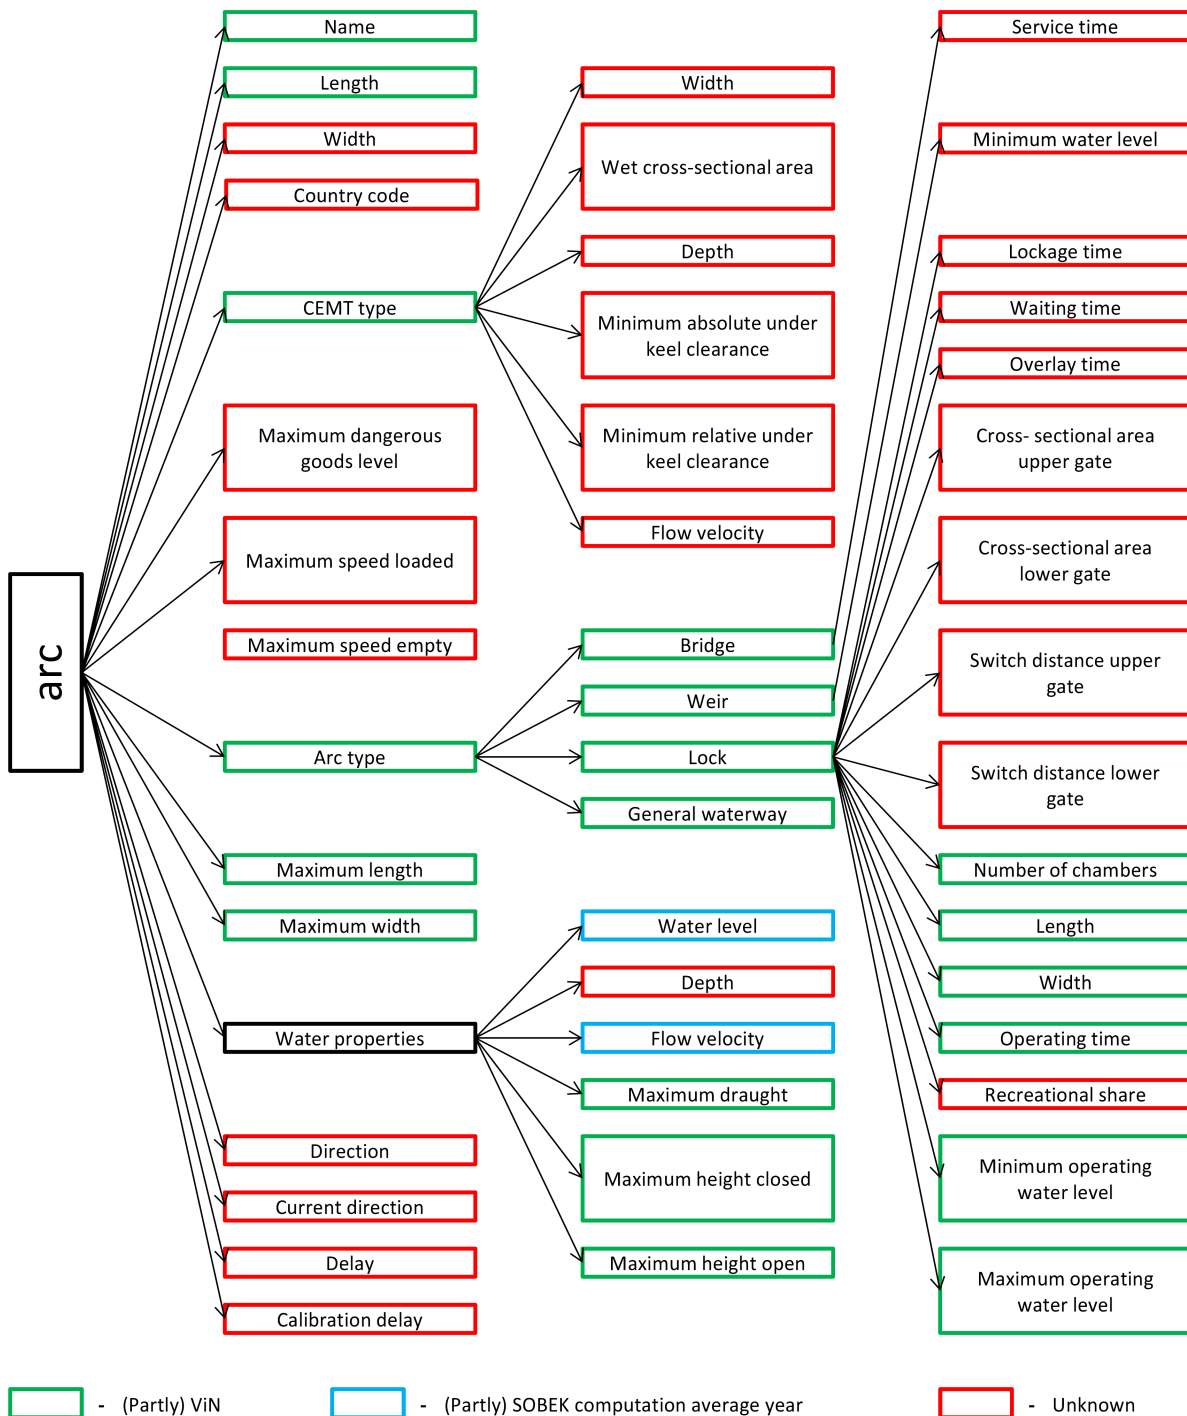 arc
Name
Length
Width
Country code
CEMT type
Maximum dangerous
goods level
Maximum speed loaded
Maximum speed empty
Arc type
Maximum length
Maximum width
Water properties
Direction
Current direction
Delay
Calibration delay
Width
Wet cross-sectional area
Depth
Minimum absolute under
keel clearance
Minimum relative under
keel clearance
Flow velocity
Bridge
Weir
Lock
General waterway
Water level
Depth
Flow velocity
Maximum draught
Maximum height closed
Maximum height open
Service time
Minimum water level
Lockage time
Waiting time
Overlay time
Cross- sectional area
upper gate
Cross-sectional area
lower gate
Switch distance upper
gate
Switch distance lower
gate
Number of chambers
Length
Width
Operating time
Recreational share
Minimum operating
water level
Maximum operating
water level
- (Partly) ViN
- (Partly) SOBEK computation average year
- Unknown